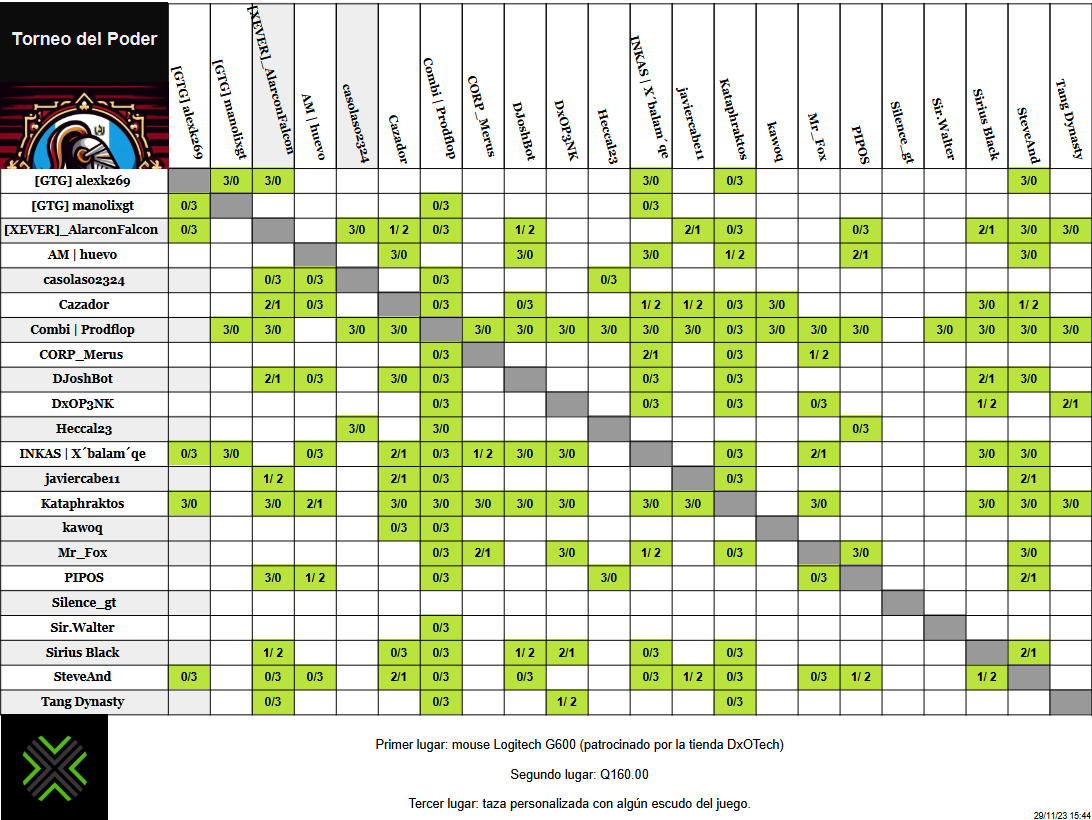 Torneo del Poder
[GTG] alexk269
[GTG] manolixgt
[XEVER]_AlarconFalcon
AM | huevo
casolaso2324
Cazador
Combi | Prodflop
CORP_Merus
DJoshBot
DxOP3NK
Heccal23
INKAS | X´balam´qe
javiercabe11
Kataphraktos
kawoq
Mr_Fox
PIPOS
Silence_gt
Sir.Walter
Sirius Black
SteveAnd
Tang Dynasty
[GTG] alexk269 3/0 3/0 3/0 0/3 3/0
[GTG] manolixgt 0/3 0/3 0/3
[XEVER]_AlarconFalcon 0/3 3/0 1/ 2 0/3 1/ 2 2/1 0/3 0/3 2/1 3/0 3/0
AM | huevo 3/0 3/0 3/0 1/ 2 2/1 3/0
casolaso2324 0/3 0/3 0/3 0/3
Cazador 2/1 0/3 0/3 0/3 1/ 2 1/ 2 0/3 3/0 3/0 1/ 2
Combi | Prodflop 3/0 3/0 3/0 3/0 3/0 3/0 3/0 3/0 3/0 3/0 0/3 3/0 3/0 3/0 3/0 3/0 3/0 3/0
CORP_Merus 0/3 2/1 0/3 1/ 2
DJoshBot 2/1 0/3 3/0 0/3 0/3 0/3 2/1 3/0
DxOP3NK 0/3 0/3 0/3 0/3 1/ 2 2/1
Heccal23 3/0 3/0 0/3
INKAS | X´balam´qe 0/3 3/0 0/3 2/1 0/3 1/ 2 3/0 3/0 0/3 2/1 3/0 3/0
javiercabe11 1/ 2 2/1 0/3 0/3 2/1
Kataphraktos 3/0 3/0 2/1 3/0 3/0 3/0 3/0 3/0 3/0 3/0 3/0 3/0 3/0 3/0
kawoq 0/3 0/3
Mr_Fox 0/3 2/1 3/0 1/ 2 0/3 3/0 3/0
PIPOS 3/0 1/ 2 0/3 3/0 0/3 2/1
Silence_gt
Sir.Walter 0/3
Sirius Black 1/ 2 0/3 0/3 1/ 2 2/1 0/3 0/3 2/1
SteveAnd 0/3 0/3 0/3 2/1 0/3 0/3 0/3 1/ 2 0/3 0/3 1/ 2 1/ 2
Tang Dynasty 0/3 0/3 1/ 2 0/3
Primer lugar: mouse Logitech G600 (patrocinado por la tienda DxOTech)
Segundo lugar: Q160.00
Tercer lugar: taza personalizada con algún escudo del juego.
29/11/23 15:44